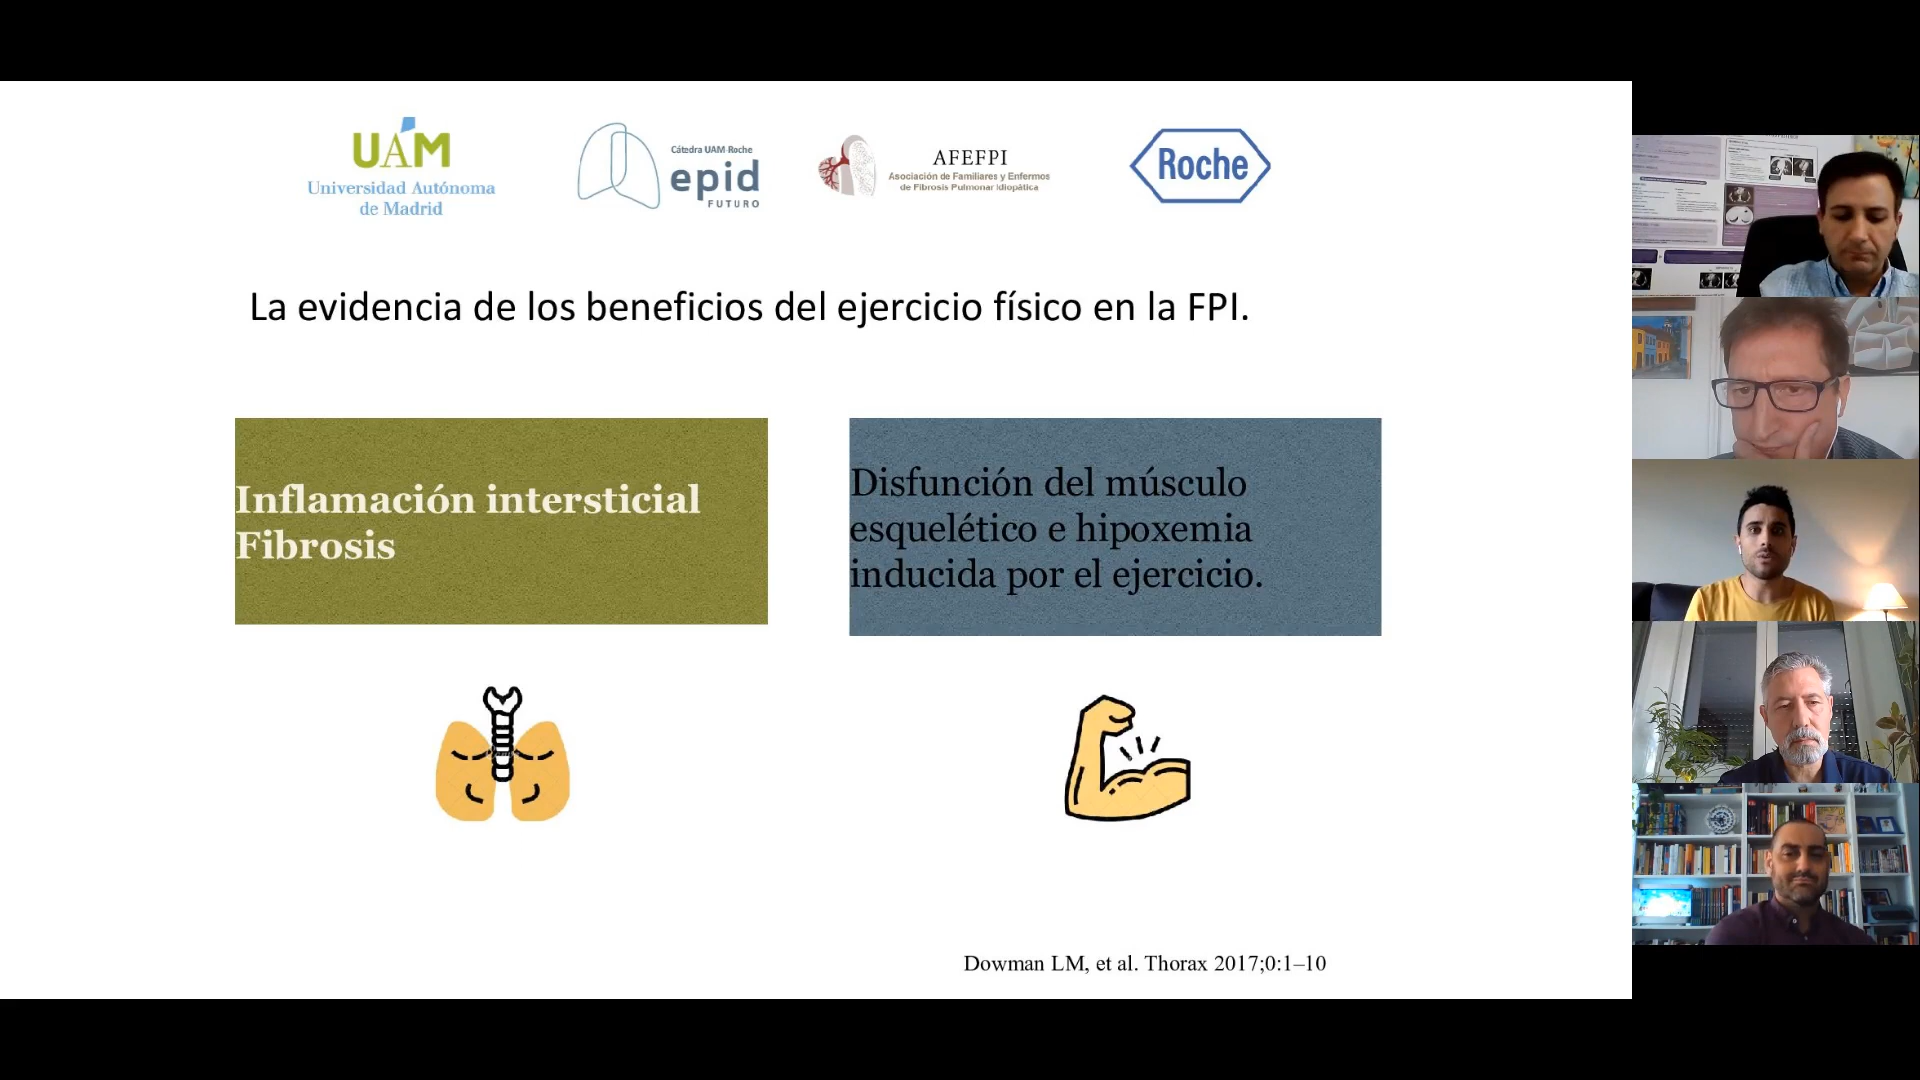 UAM
Universidad Autónoma
de Madrid
Cátedra UAM-Roche
epid
FUTURO
AFEFPI
Asociación de Familiares y Enfermos
de Fibrosis Pulmonar Idiopática
Roche
La evidencia de los beneficios del ejercicio físico en la FPI.
Inflamación intersticial
Fibrosis
Disfunción del músculo
esquelético e hipoxemia
inducida por el ejercicio.
Dowman LM, et al. Thorax 2017;0:1–10